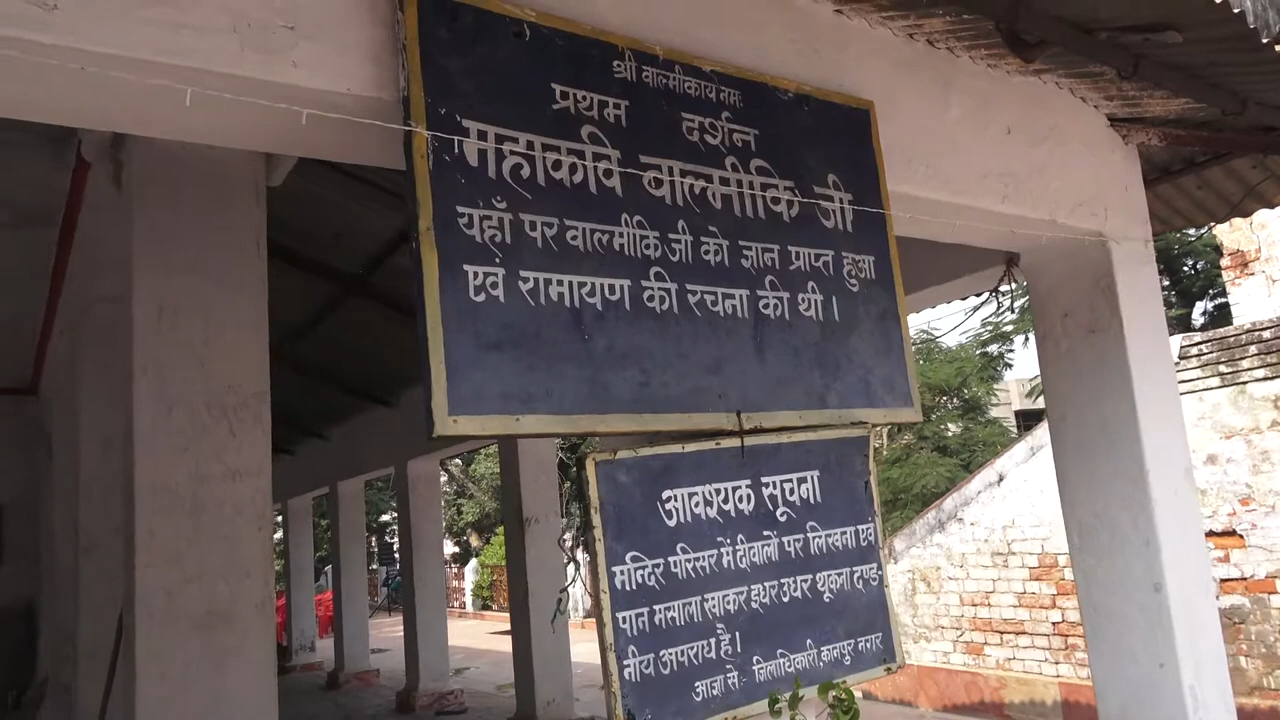 श्री वाल्मीकाये नमः
प्रथम दर्शन
महाकवि वाल्मीकि जी
यहाँ पर वाल्मीकि जी को ज्ञान प्राप्त हुआ
एवं रामायण की रचना की थी।
आवश्यक सूचना
मन्दिर परिसर में दीवालों पर लिखना एवं
पान मसाला खाकर इधर उधर थूकना दण्ड-
नीय अपराध है।
आज्ञा से:- जिलाधिकारी, कानपुर नगर